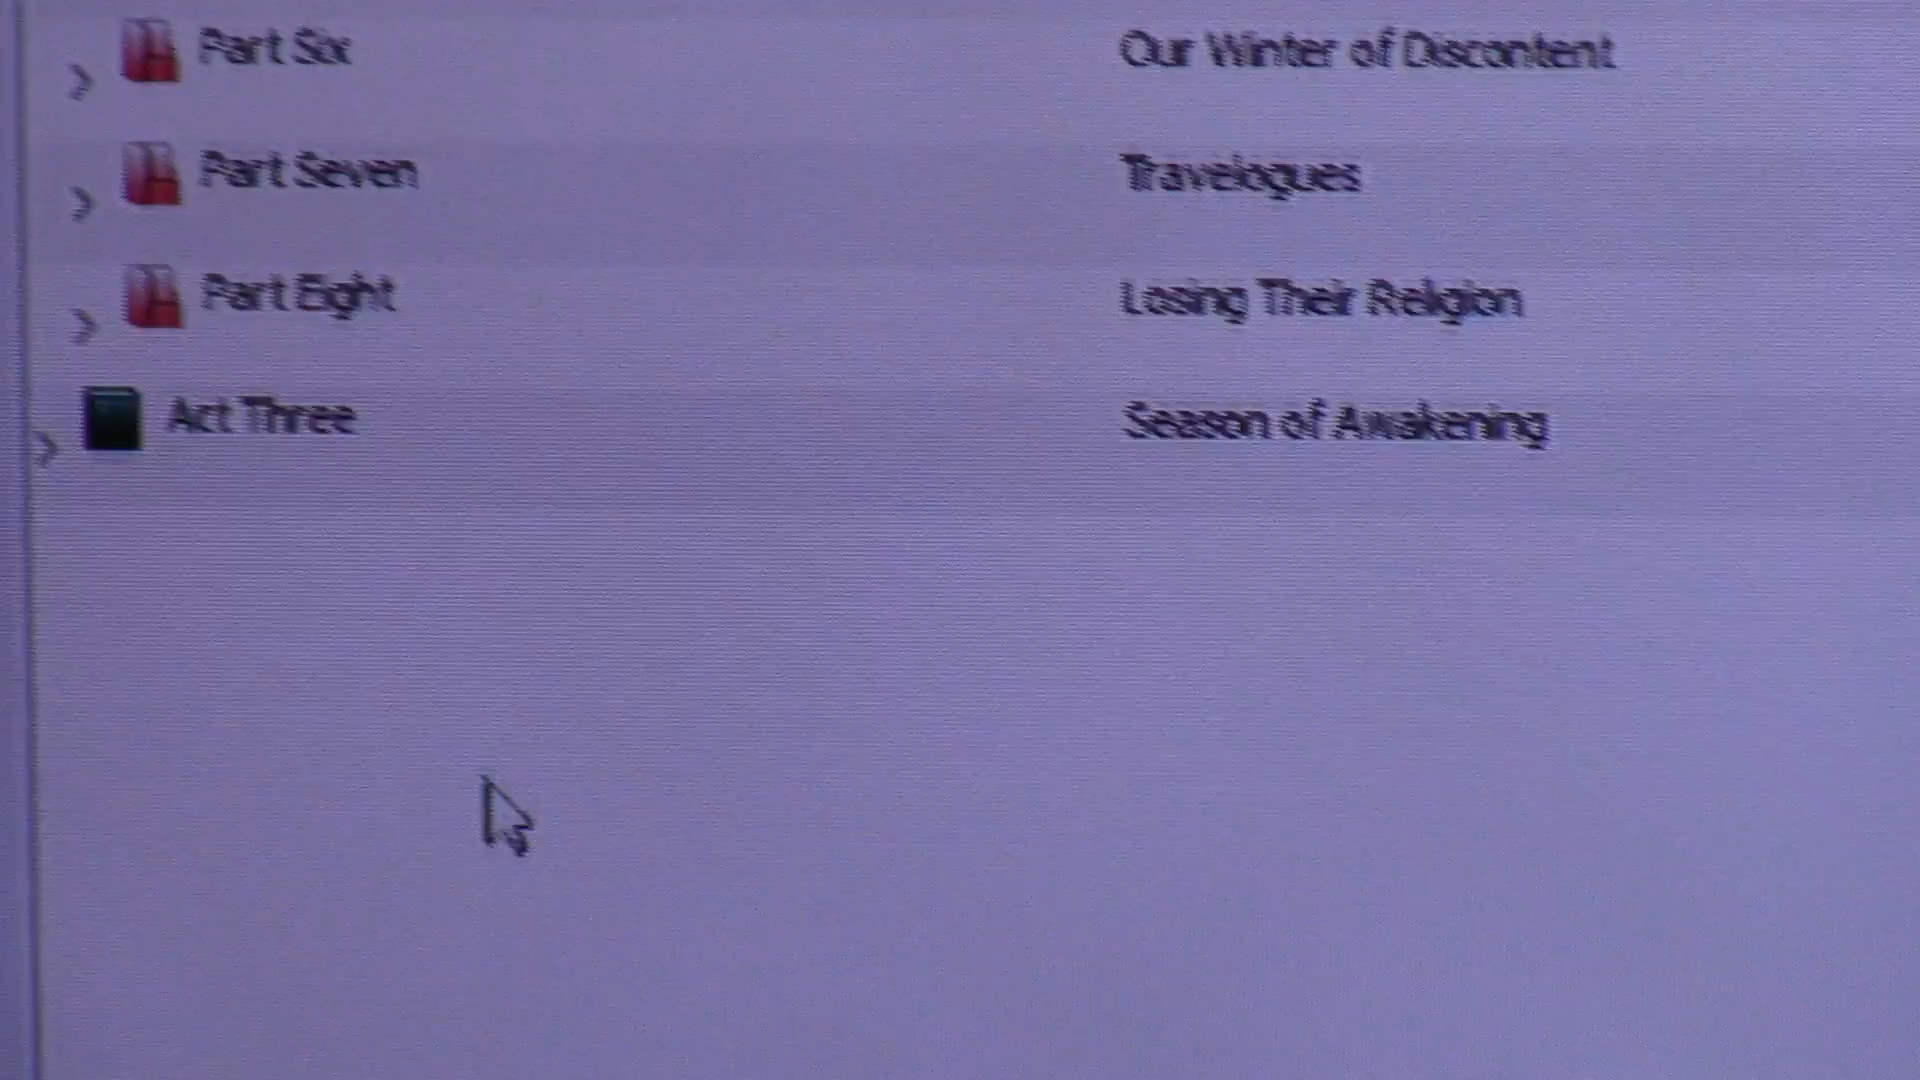 Part Six Our Winter of Discontent
Part Seven Travelogues
Part Eight Losing Their Religion
Act Three Season of Awakening